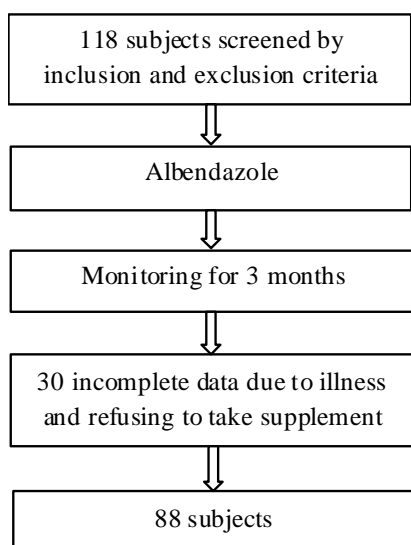 118 subjects screened by
inclusion and exclusion criteria
Albendazole
Monitoring for 3 months
30 incomplete data due to illness
and refusing to take supplement
88 subjects